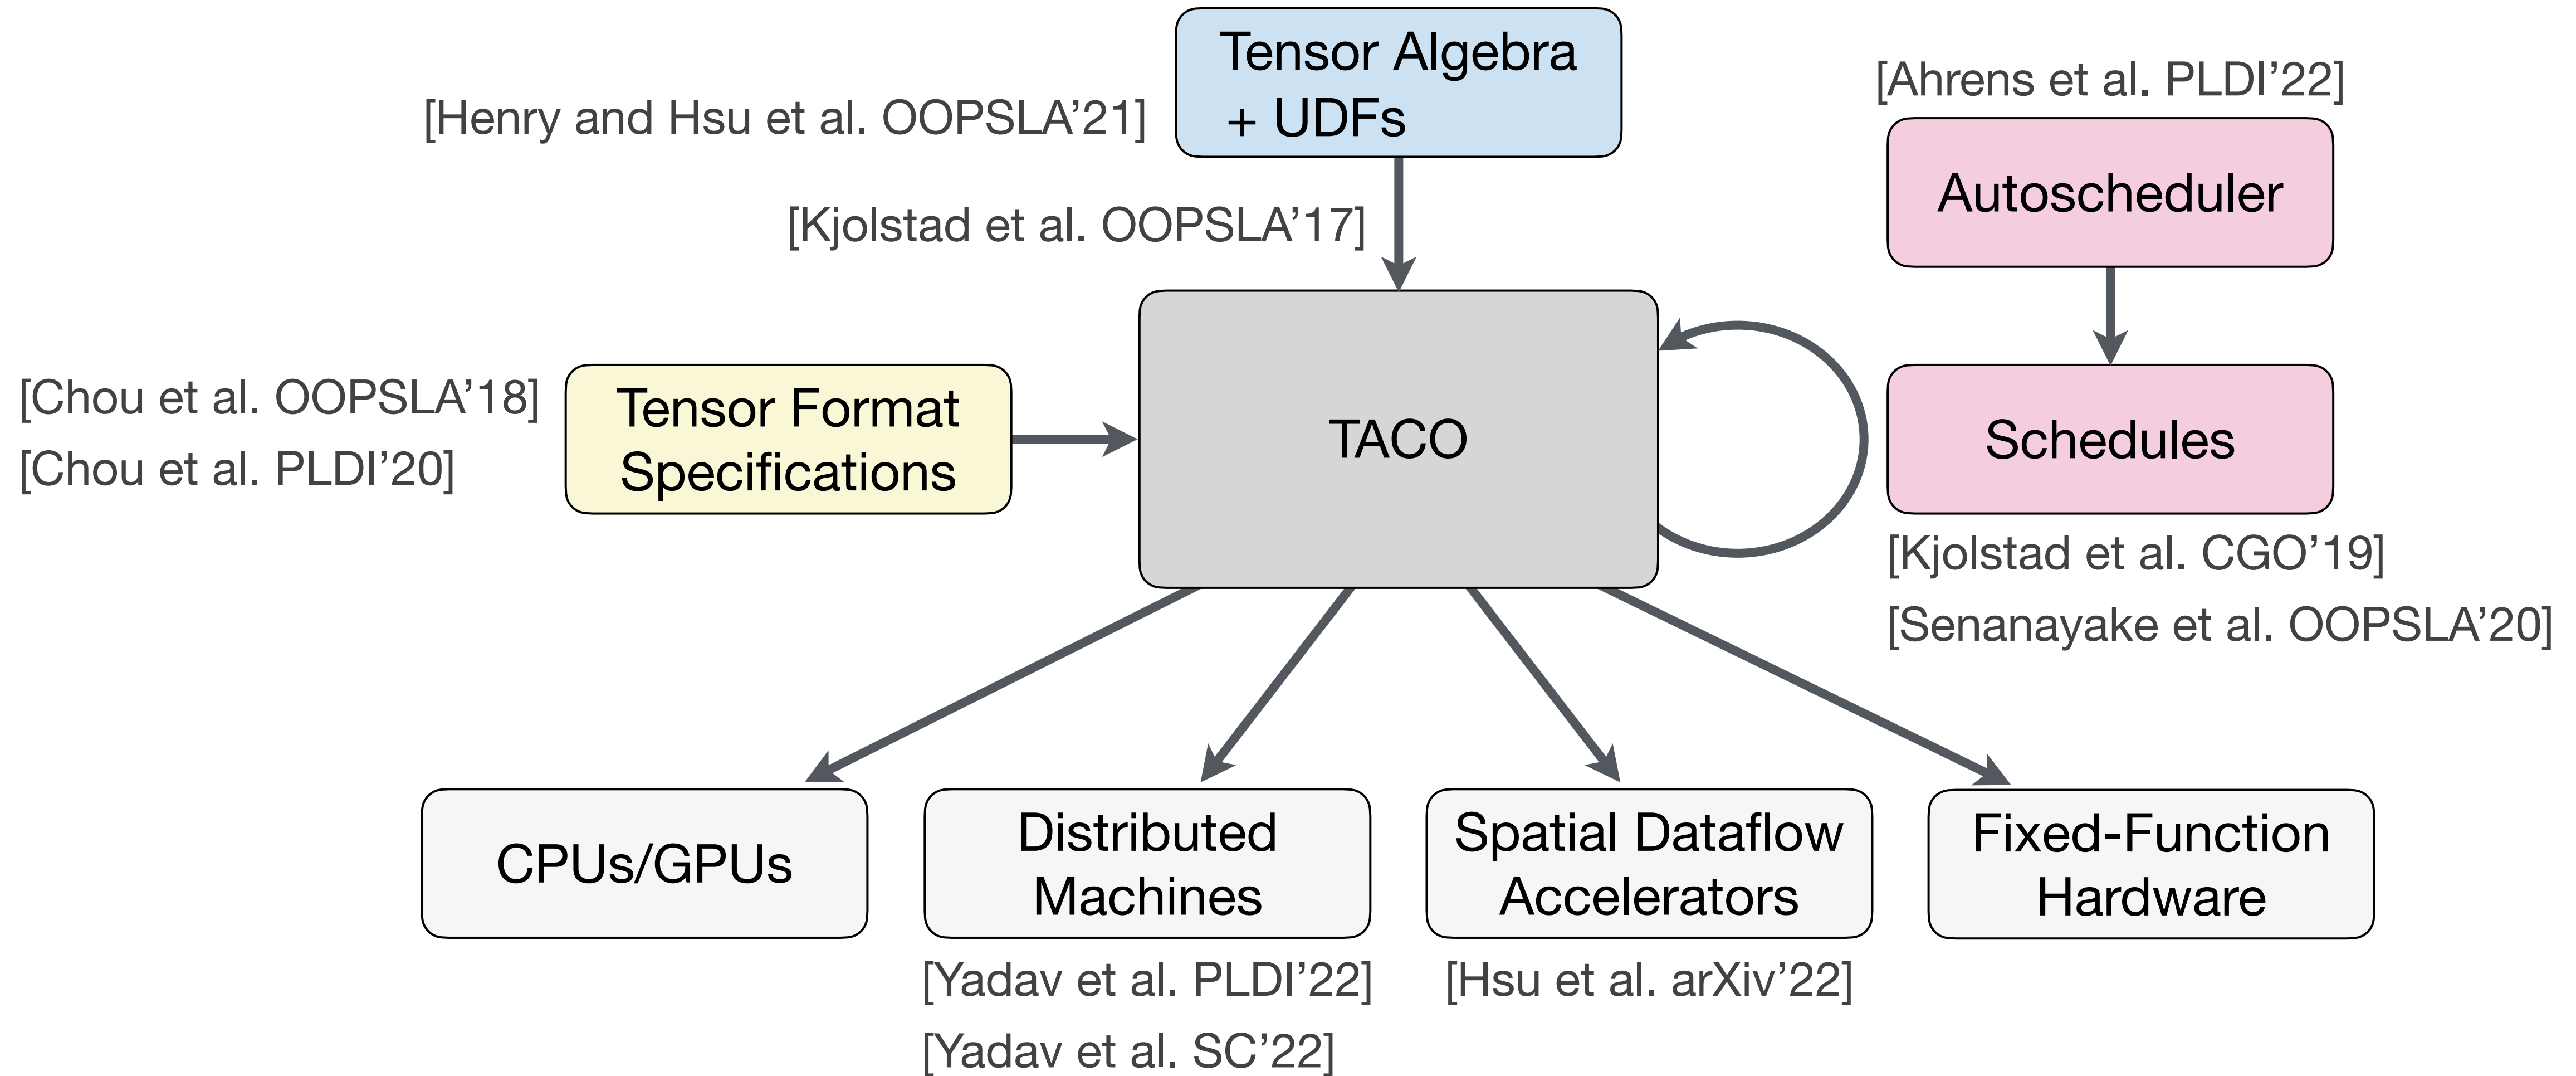 Tensor Algebra
+ UDFs
[Henry and Hsu et al. OOPSLA’21]
[Ahrens et al. PLDI’22]
Autoscheduler
[Kjolstad et al. OOPSLA’17]
[Chou et al. OOPSLA’18]
[Chou et al. PLDI’20]
Tensor Format
Specifications
TACO
Schedules
[Kjolstad et al. CGO’19]
[Senanayake et al. OOPSLA’20]
CPUs/GPUs
Distributed
Machines
Spatial Dataflow
Accelerators
Fixed-Function
Hardware
[Yadav et al. PLDI’22]
[Yadav et al. SC’22]
[Hsu et al. arXiv’22]